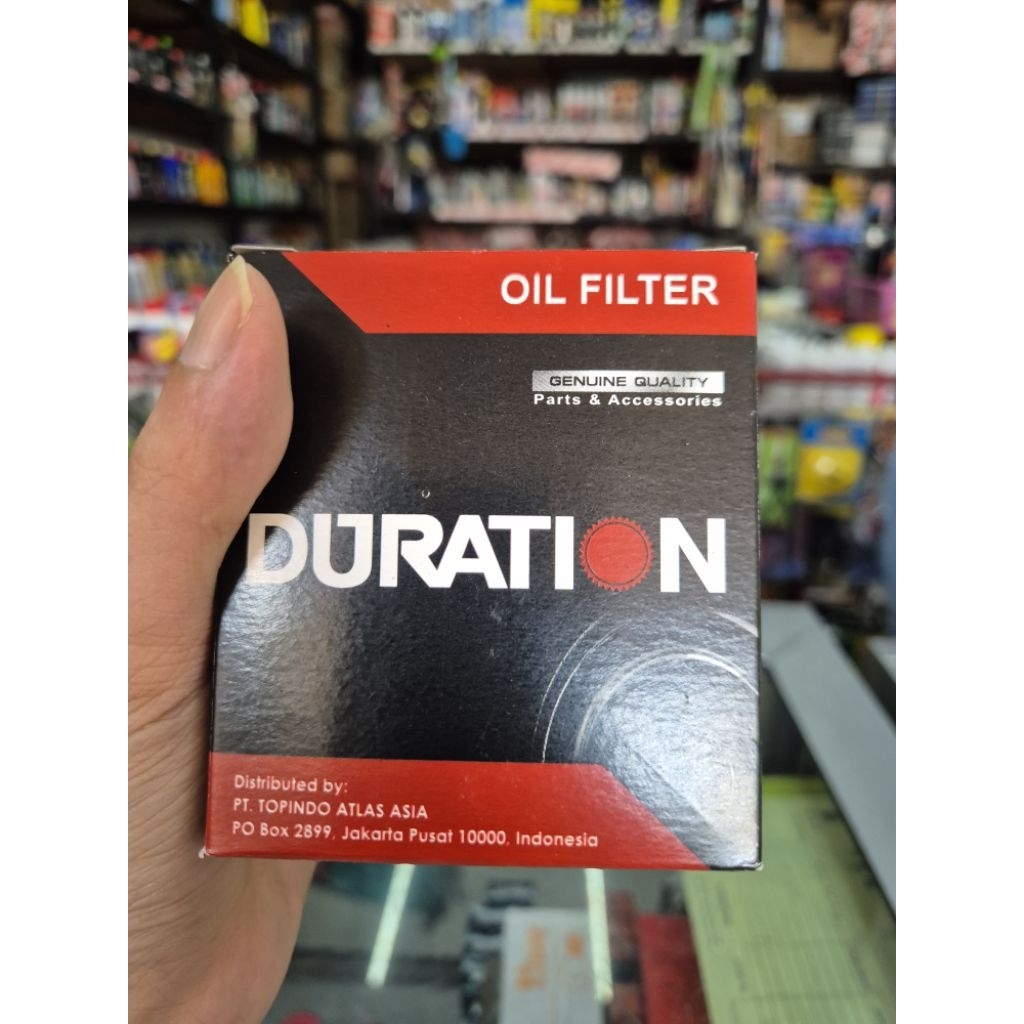 OIL FILTER
GENUINE QUALITY
Parts & Accessories
DURATION
Distributed by:
PT. TOPINDO ATLAS ASIA
PO Box 2899, Jakarta Pusat 10000, Indonesia